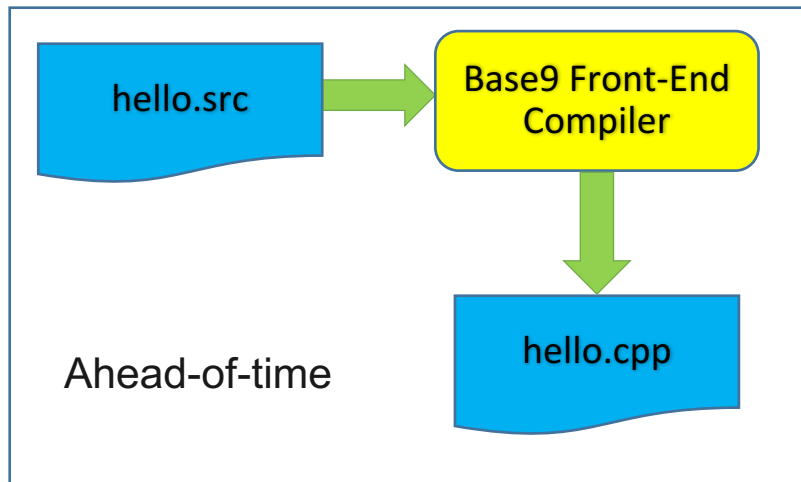 hello.src
Base9 Front-End
Compiler
hello.cpp
Ahead-of-time